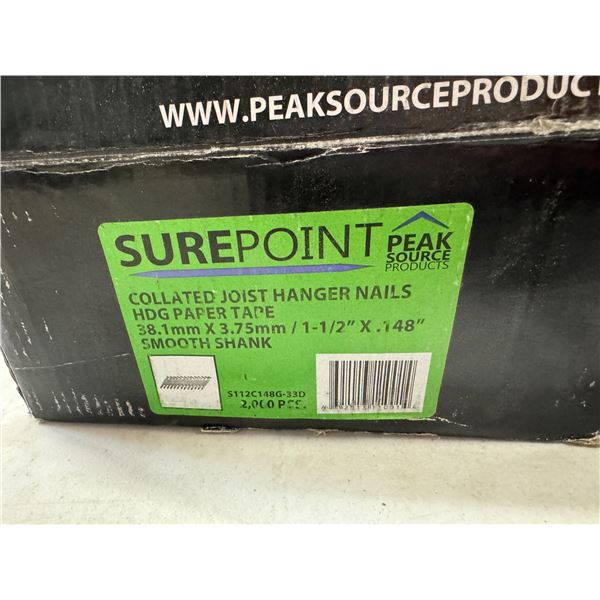 WWW.PEAKSOURCEPRODUCT
SUREPOINT
PEAK
SOURCE
PRODUCTS
COLLATED JOIST HANGER NAILS
HDG PAPER TAPE
38.1mm X 3.75mm / 1-1/2” X .148”
SMOOTH SHANK
S112C148G-33D
2,000 PCS.